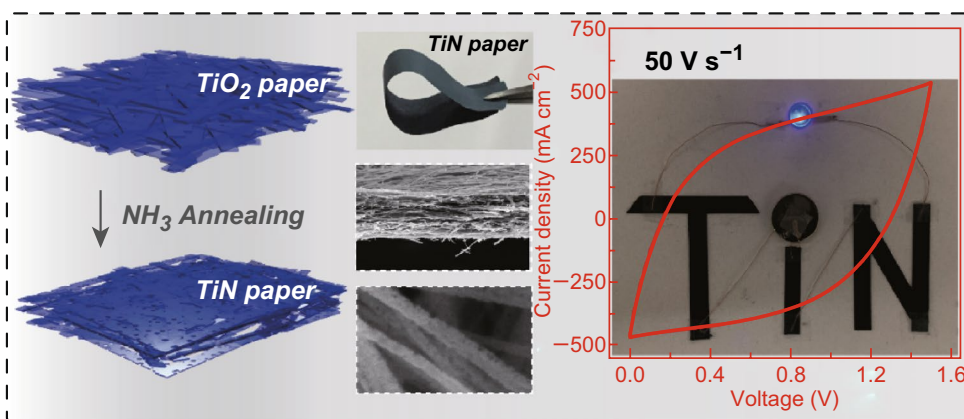 TiO₂ paper
NH₃ Annealing
TiN paper
TiN paper
50 V s⁻¹
Current density (mA cm⁻²)
500
250
0
−250
−500
TiN
0.0 0.4 0.8 1.2 1.6
Voltage (V)